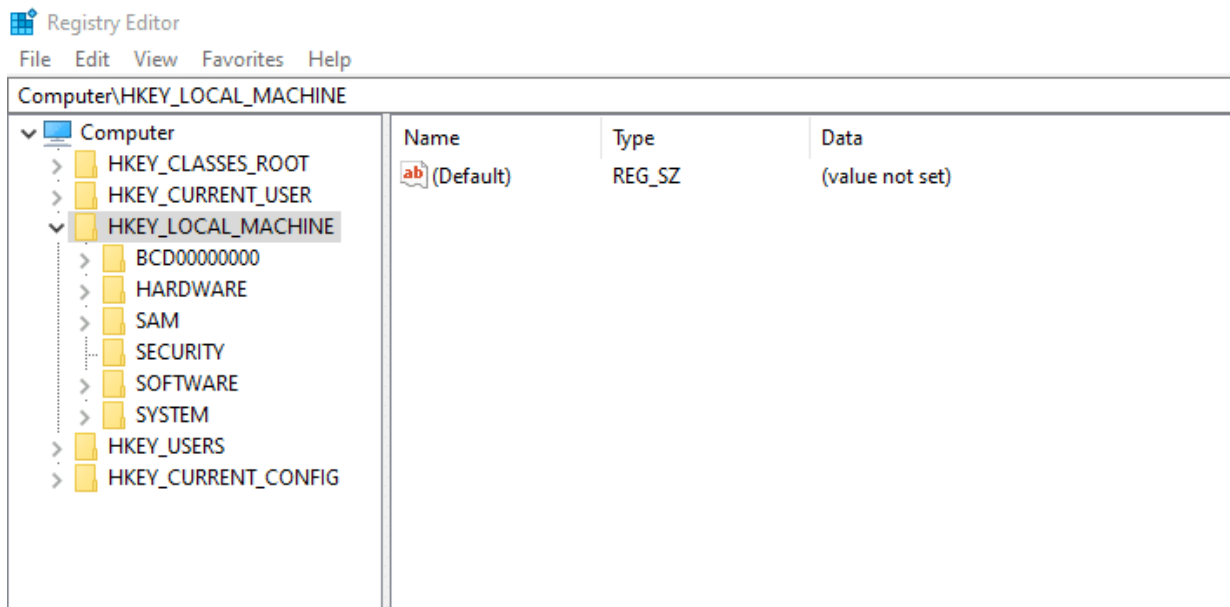 Registry Editor
File Edit View Favorites Help
Computer\HKEY_LOCAL_MACHINE
Computer
HKEY_CLASSES_ROOT
HKEY_CURRENT_USER
HKEY_LOCAL_MACHINE
BCD00000000
HARDWARE
SAM
SECURITY
SOFTWARE
SYSTEM
HKEY_USERS
HKEY_CURRENT_CONFIG
Name Type Data
ab (Default) REG_SZ (value not set)